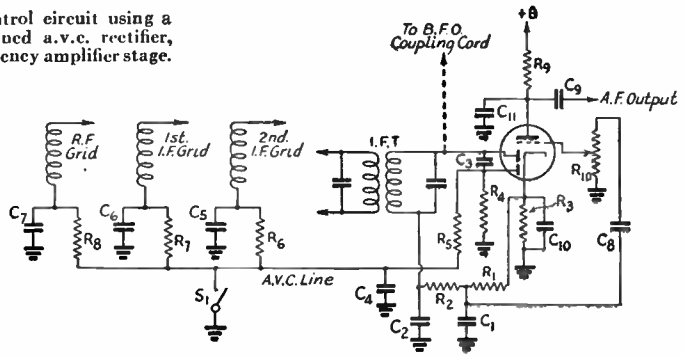 ntrol circuit using a
ned a.v.c. rectifier,
ency amplifier stage.
+B
To B.F.O.
Coupling Cord
R9
C9
A.F. Output
C11
R.F.
Grid
1st.
I.F. Grid
2nd.
I.F. Grid
I.F.T
C3
R10
R4
R3
C7
R8
C6
R7
C5
R6
R5
C10
C8
A.V.C. Line
R2
R1
S1
C4
C2
C1